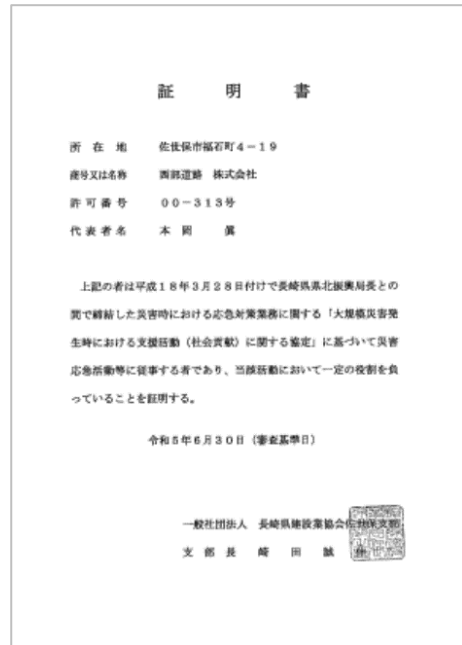 証　明　書
所在地　佐世保市福石町4－19
商号又は名称　西部道路　株式会社
許可番号　00－313号
代表者名　本岡　眞
上記の者は平成18年3月28日付けで長崎県県北振興局長との
間で締結した災害時における応急対策業務に関する「大規模災害発
生時における支援活動（社会貢献）に関する協定」に基づいて災害
応急活動等に従事する者であり、当該活動において一定の役割を負
っていることを証明する。
令和5年6月30日（審査基準日）
一般社団法人　長崎県建設業協会佐世保支部
支部長　崎田　誠